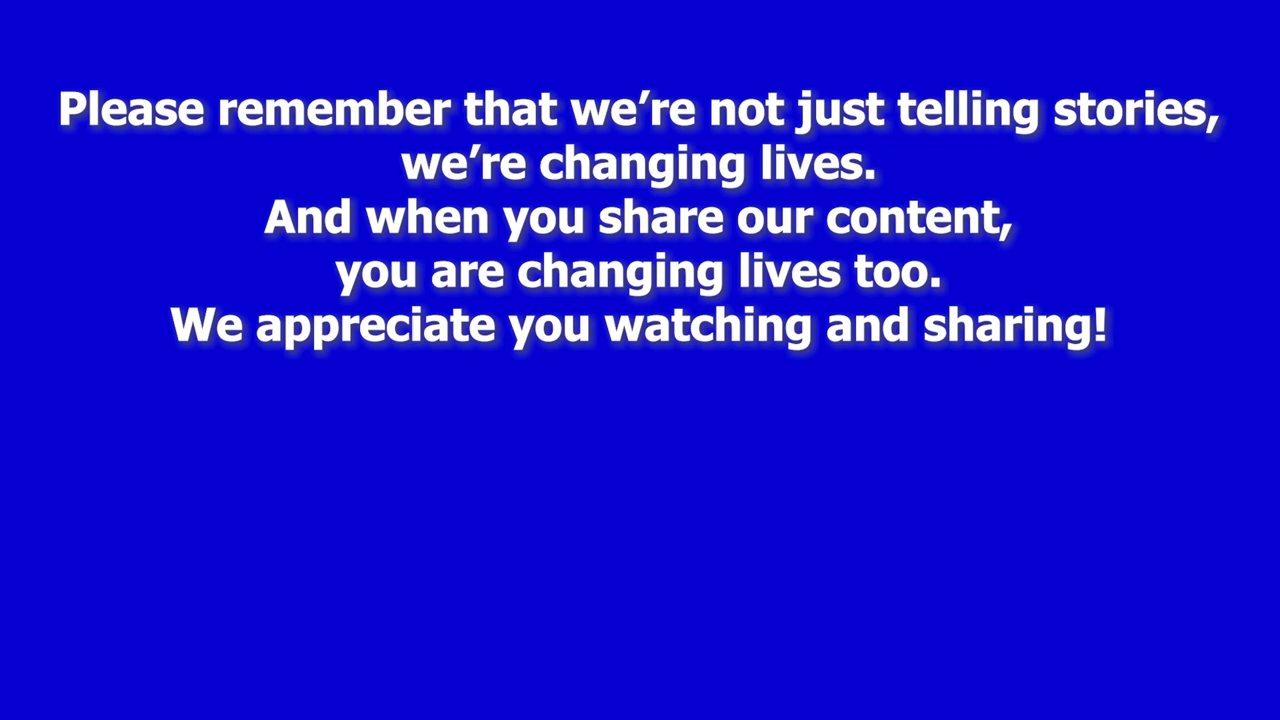 Please remember that we’re not just telling stories,
we’re changing lives.
And when you share our content,
you are changing lives too.
We appreciate you watching and sharing!